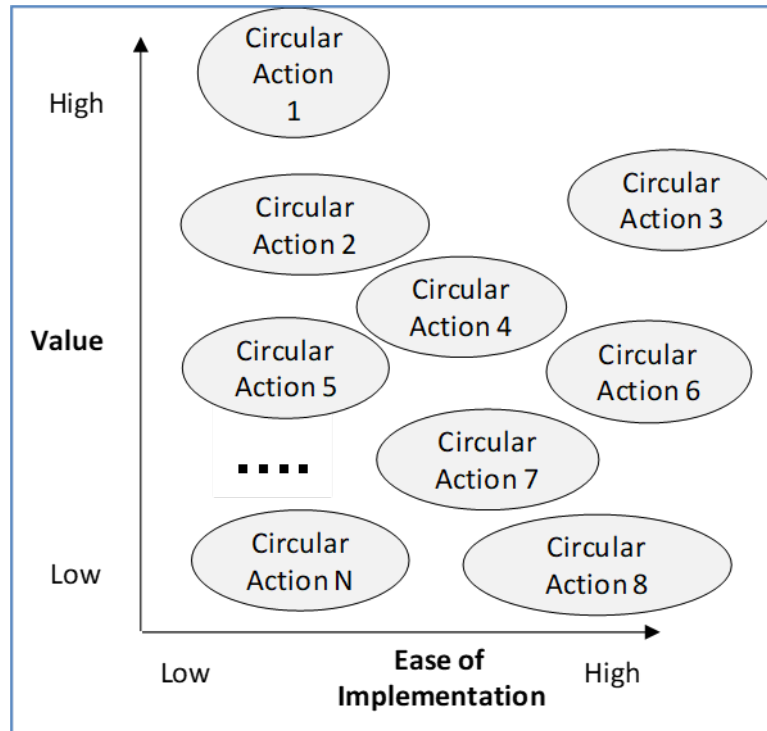 Circular
Action
1
High
Circular
Action 3
Circular
Action 2
Circular
Action 4
Value
Circular
Action 5
Circular
Action 6
Circular
Action 7
....
Circular
Action N
Circular
Action 8
Low
Low
Ease of
Implementation
High